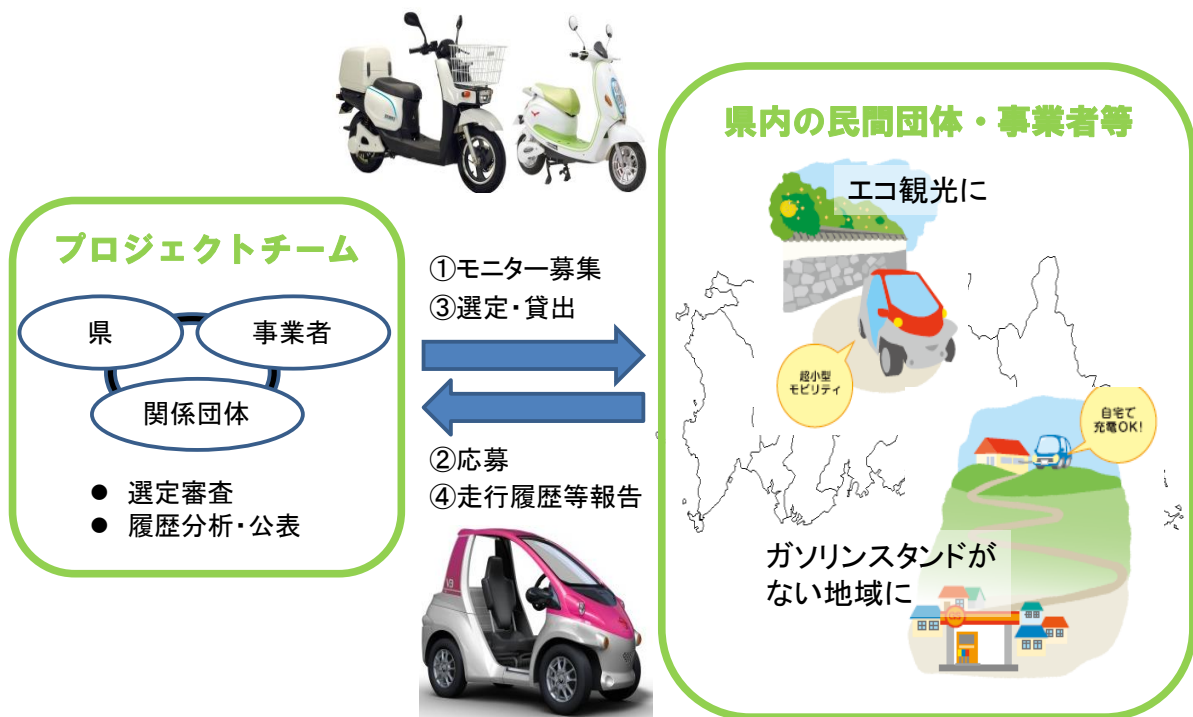 プロジェクトチーム
県
事業者
関係団体
● 選定審査
● 履歴分析・公表
①モニター募集
③選定・貸出
②応募
④走行履歴等報告
V3
県内の民間団体・事業者等
エコ観光に
超小型
モビリティ
自宅で
充電OK!
ガソリンスタンドが
ない地域に